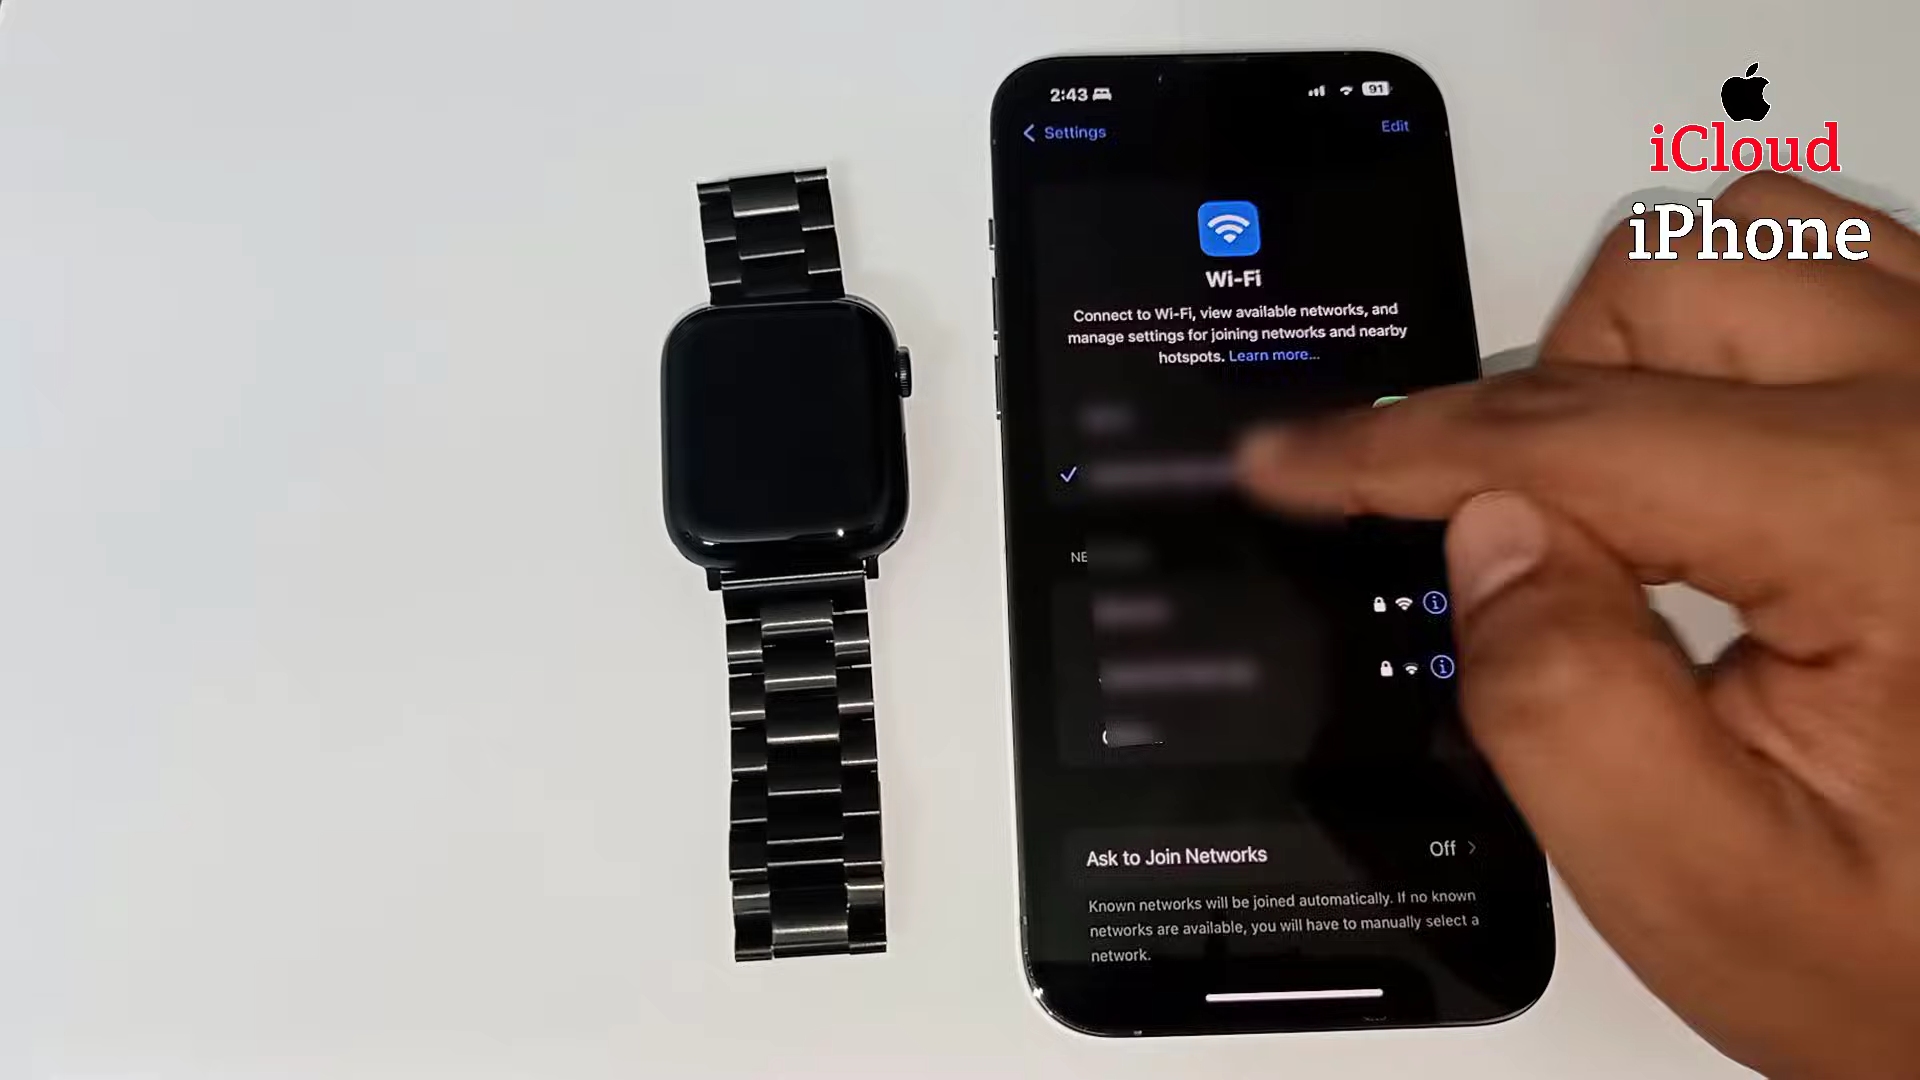 2:43
91
Settings
Edit
iCloud
iPhone
Wi-Fi
Connect to Wi-Fi, view available networks, and
manage settings for joining networks and nearby
hotspots. Learn more...
NE
Ask to Join Networks
Off
Known networks will be joined automatically. If no known
networks are available, you will have to manually select a
network.